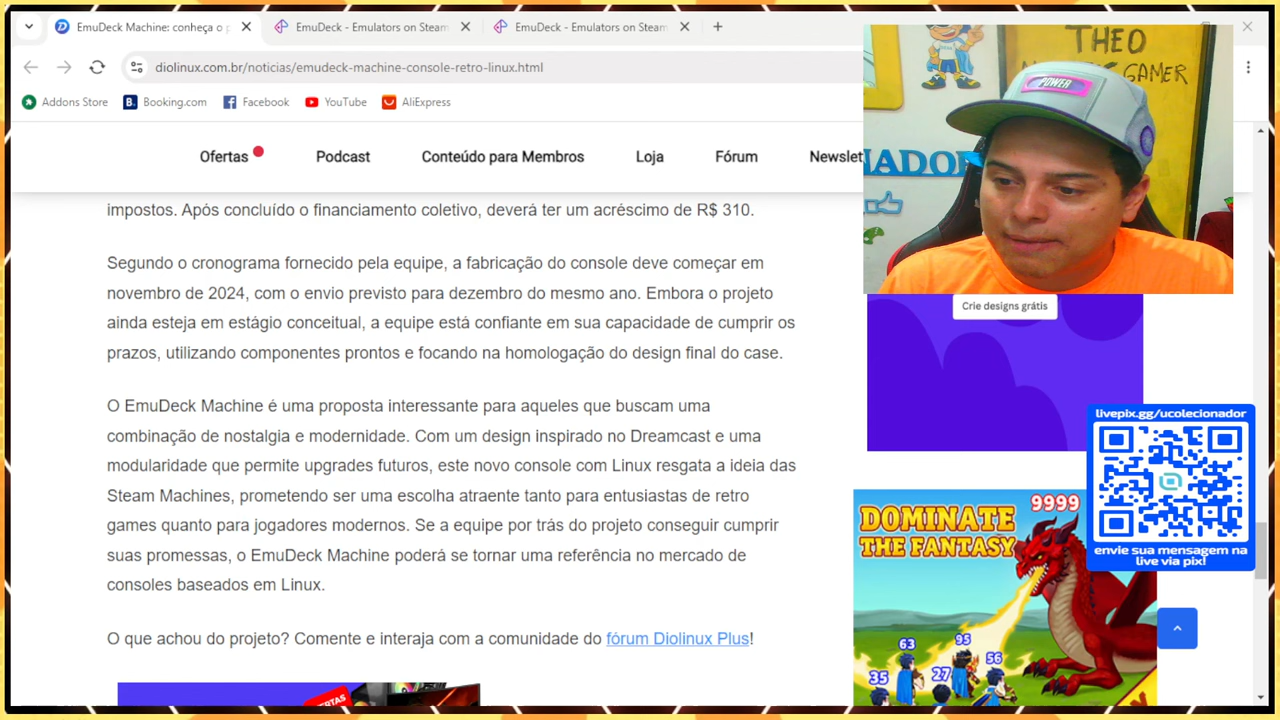 EmuDeck Machine: conheça o p
EmuDeck - Emulators on Steam
EmuDeck - Emulators on Steam
diolinux.com.br/noticias/emudeck-machine-console-retro-linux.html
Addons Store
Booking.com
Facebook
YouTube
AliExpress
THEO
GAMER
POWER
Ofertas
Podcast
Conteúdo para Membros
Loja
Fórum
Newslet
impostos. Após concluído o financiamento coletivo, deverá ter um acréscimo de R$ 310.
Segundo o cronograma fornecido pela equipe, a fabricação do console deve começar em
novembro de 2024, com o envio previsto para dezembro do mesmo ano. Embora o projeto
ainda esteja em estágio conceitual, a equipe está confiante em sua capacidade de cumprir os
prazos, utilizando componentes prontos e focando na homologação do design final do case.
O EmuDeck Machine é uma proposta interessante para aqueles que buscam uma
combinação de nostalgia e modernidade. Com um design inspirado no Dreamcast e uma
modularidade que permite upgrades futuros, este novo console com Linux resgata a ideia das
Steam Machines, prometendo ser uma escolha atraente tanto para entusiastas de retro
games quanto para jogadores modernos. Se a equipe por trás do projeto conseguir cumprir
suas promessas, o EmuDeck Machine poderá se tornar uma referência no mercado de
consoles baseados em Linux.
O que achou do projeto? Comente e interaja com a comunidade do fórum Diolinux Plus!
OFERTAS
Crie designs grátis
livepix.gg/ucolecionador
envie sua mensagem na
live via pix!
DOMINATE
THE FANTASY
9999
63
95
56
35
27